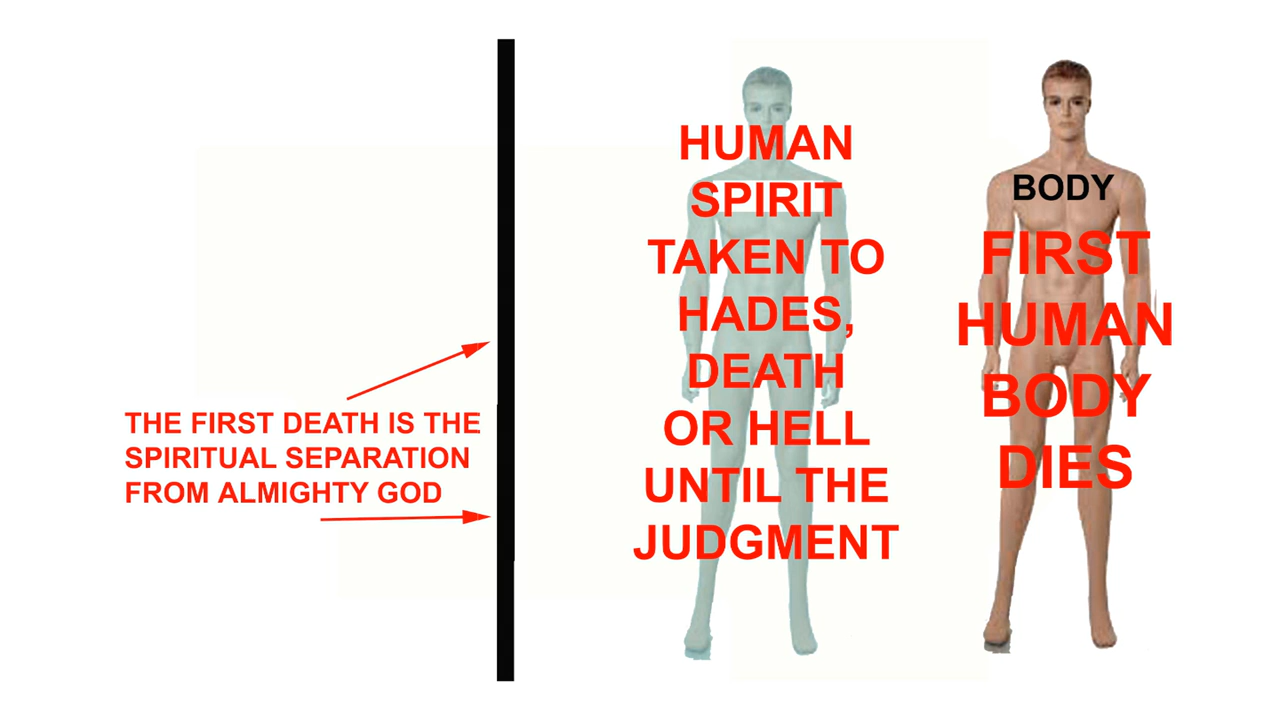 THE FIRST DEATH IS THE
SPIRITUAL SEPARATION
FROM ALMIGHTY GOD
HUMAN
SPIRIT
TAKEN TO
HADES,
DEATH
OR HELL
UNTIL THE
JUDGMENT
BODY
FIRST
HUMAN
BODY
DIES